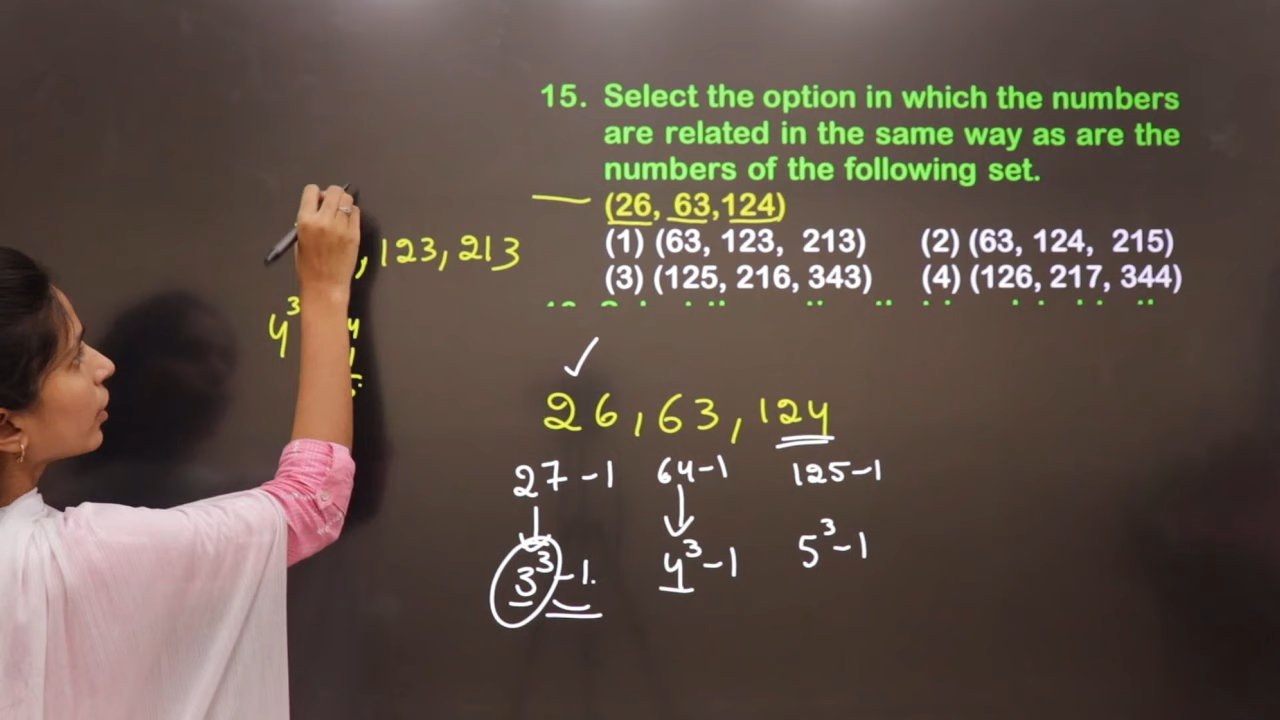 15. Select the option in which the numbers
are related in the same way as are the
numbers of the following set.
(26, 63,124)
(1) (63, 123, 213) (2) (63, 124, 215)
(3) (125, 216, 343) (4) (126, 217, 344)
, 123, 213
4³
26, 63, 124
27-1 64-1 125-1
3³-1. 4³-1 5³-1